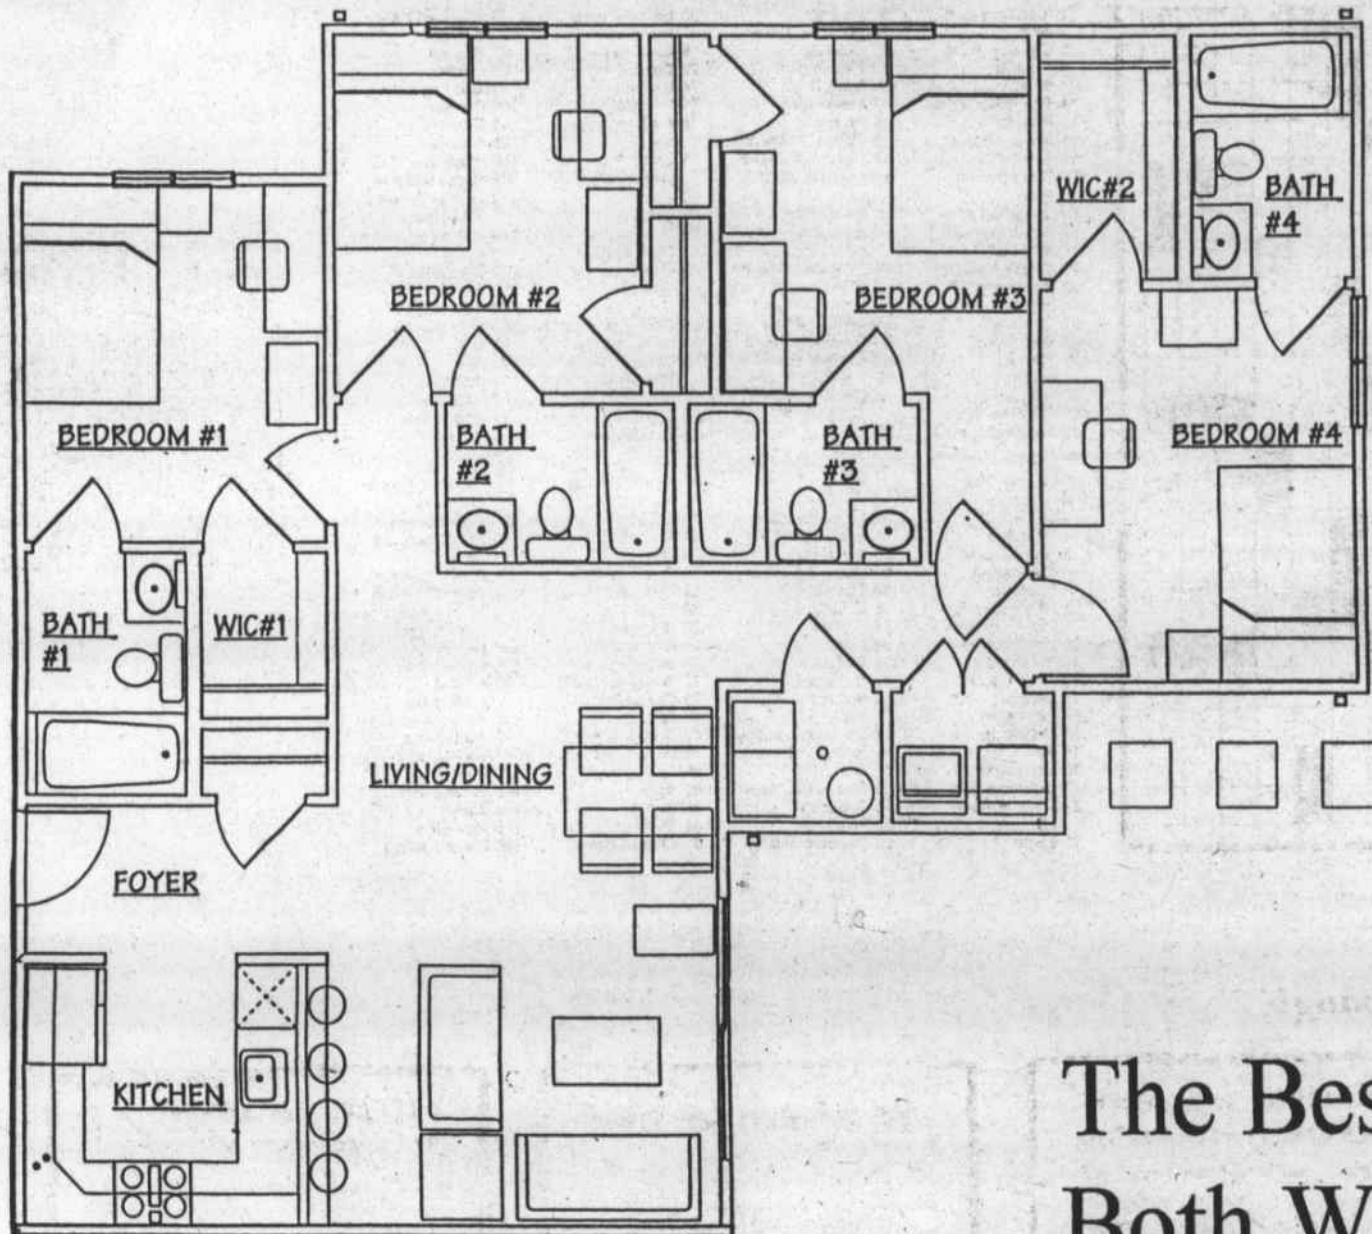 WIC#2
BATH
#4
BEDROOM #2
BEDROOM #3
BEDROOM #1
BATH
#2
BATH
#3
BEDROOM #4
BATH
#1
WIC#1
LIVING/DINING
FOYER
KITCHEN
The Bes
Both W